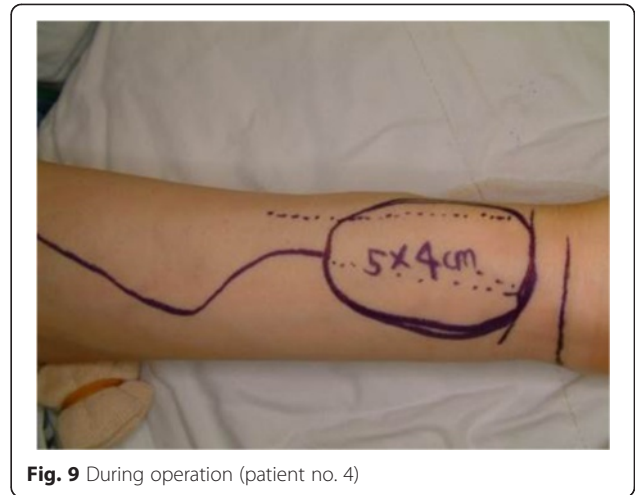 5x4cm
Fig. 9 During operation (patient no. 4)